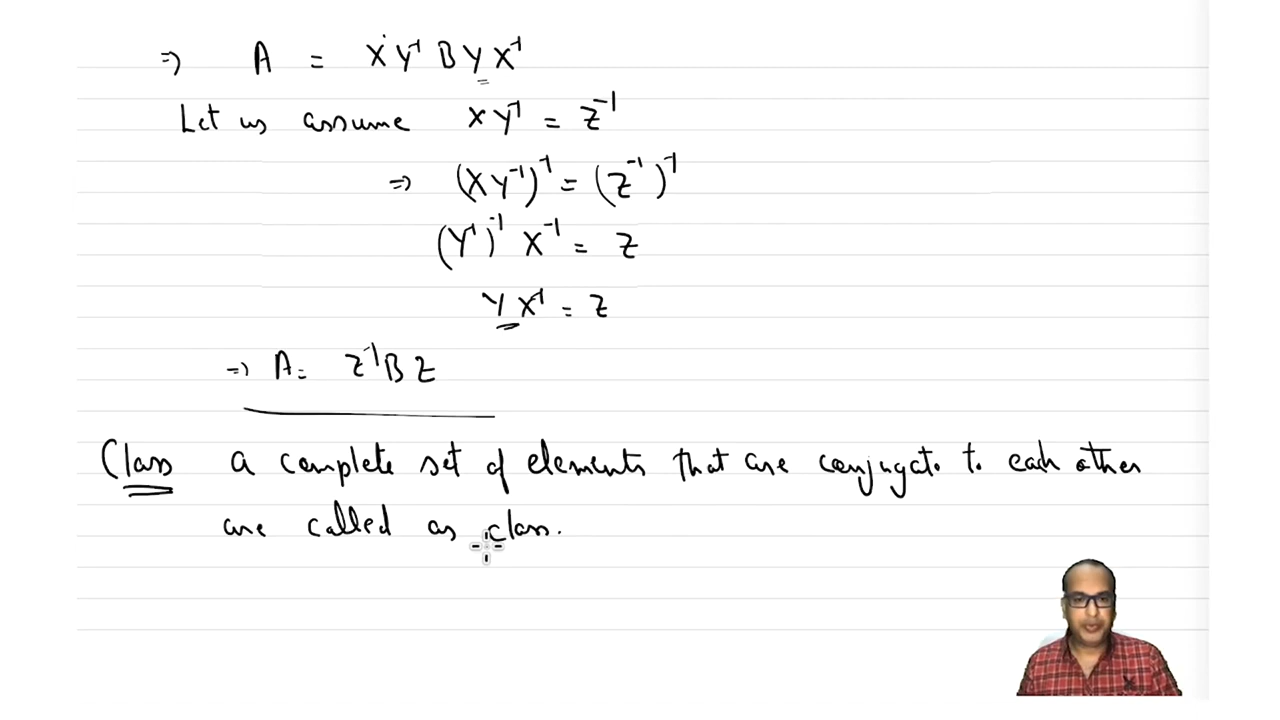 ⇒ A = X Y⁻¹ B Y X⁻¹
Let us assume X Y⁻¹ = Z⁻¹
⇒ (X Y⁻¹)⁻¹ = (Z⁻¹)⁻¹
(Y⁻¹)⁻¹ X⁻¹ = Z
Y X⁻¹ = Z
⇒ A = Z⁻¹ B Z
Class a complete set of elements that are conjugate to each other
are called as class.